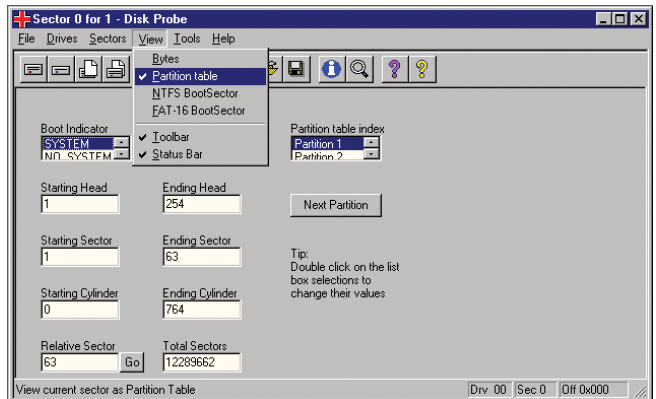 Sector 0 for 1 - Disk Probe
File Drives Sectors View Tools Help
Bytes
Partition table
NTFS BootSector
FAT-16 BootSector
Toolbar
Status Bar
Boot Indicator
SYSTEM
NO SYSTEM
Partition table index
Partition 1
Partition 2
Starting Head
1
Ending Head
254
Next Partition
Starting Sector
1
Ending Sector
63
Tip:
Double click on the list
box selections to
change their values
Starting Cylinder
0
Ending Cylinder
764
Relative Sector
63
Go
Total Sectors
12289662
View current sector as Partition Table
Drv 00
Sec 0
Off 0x000